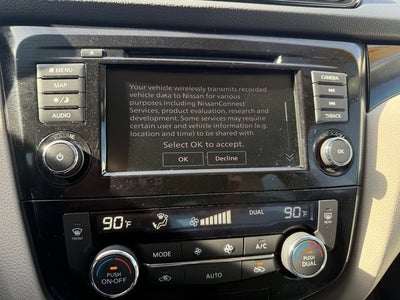 MENU
MAP
AUDIO
VOLUME
CAMERA
BACK
Your vehicle wirelessly transmits recorded
vehicle data to Nissan for various
purposes including NissanConnect
Services, product evaluation, research and
development. Some services may require
certain user and vehicle information (e.g.
location and time) to be shared with
Select OK to accept.
OK
Decline
OK
90°F
DUAL
90°F
FRONT
REAR
MODE
A/C
AUTO
PUSH
ON·OFF
PUSH
DUAL